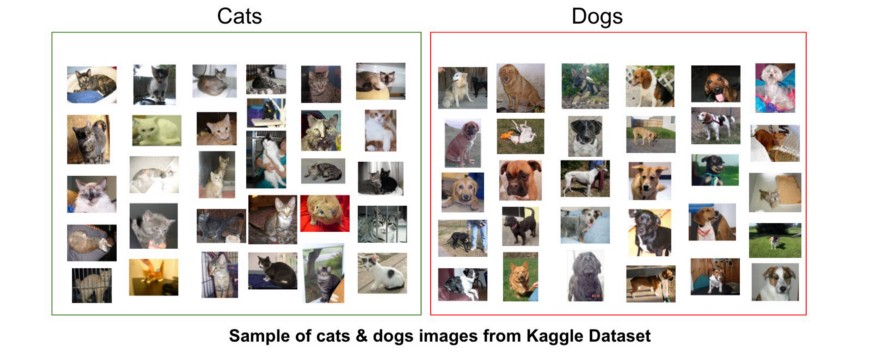 Cats
Dogs
Sample of cats & dogs images from Kaggle Dataset